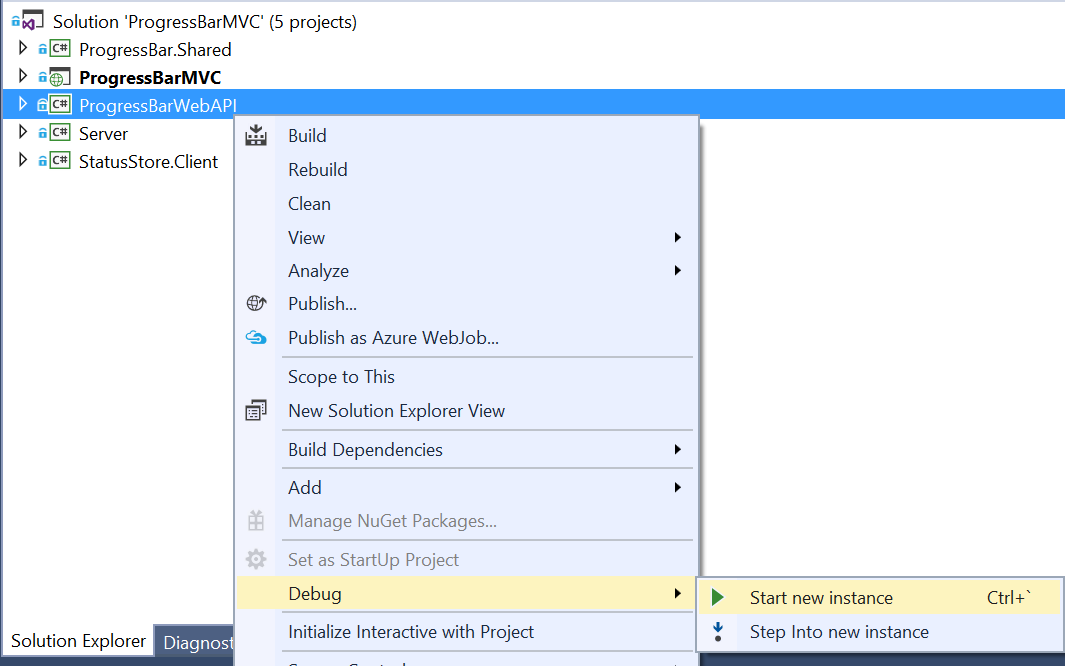 Solution 'ProgressBarMVC' (5 projects)
C# ProgressBar.Shared
ProgressBarMVC
C# ProgressBarWebAPI
C# Server
C# StatusStore.Client
Build
Rebuild
Clean
View
Analyze
Publish...
Publish as Azure WebJob...
Scope to This
New Solution Explorer View
Build Dependencies
Add
Manage NuGet Packages...
Set as StartUp Project
Debug
Start new instance Ctrl+`
Step Into new instance
Initialize Interactive with Project
Solution Explorer Diagnost